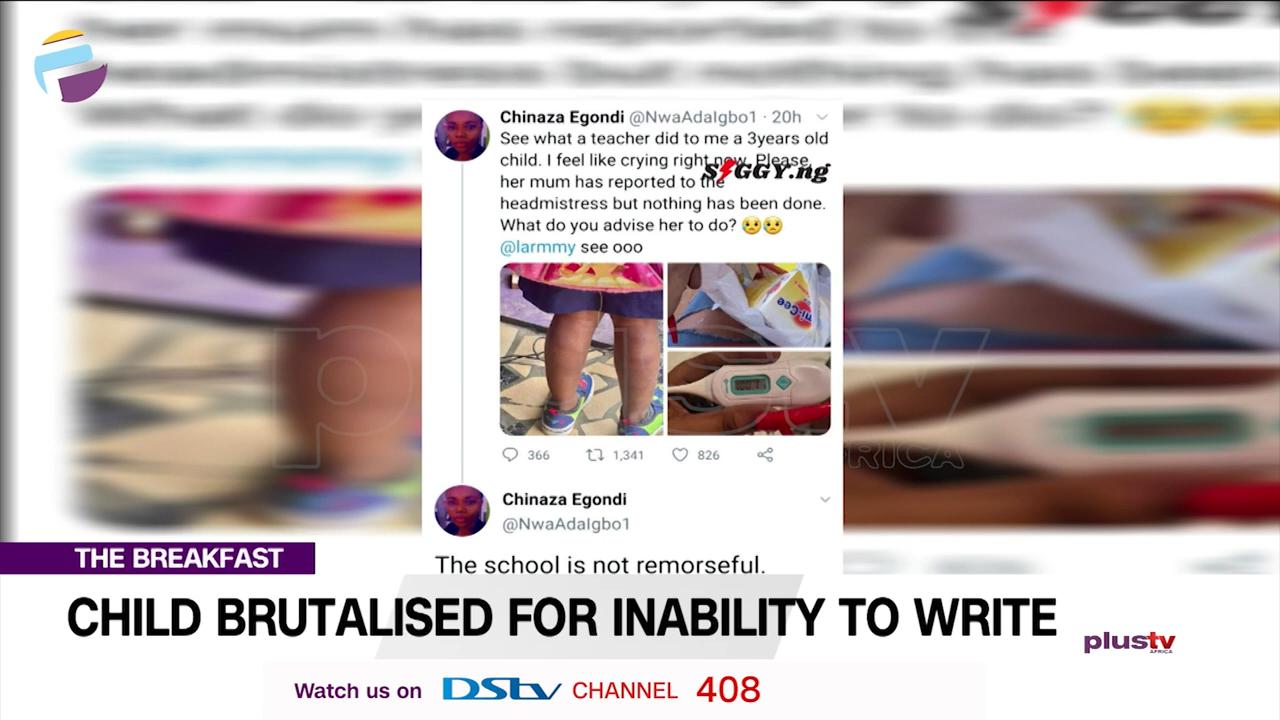 Chinaza Egondi @NwaAdaIgbo1 · 20h
See what a teacher did to me a 3years old
child. I feel like crying right now. Please,
SIGGY.ng
her mum has reported to the
headmistress but nothing has been done.
What do you advise her to do? 😥😥
@larmmy see ooo
366 1,341 826
Chinaza Egondi
@NwaAdaIgbo1
The school is not remorseful.
plustv
AFRICA
THE BREAKFAST
CHILD BRUTALISED FOR INABILITY TO WRITE
plustv
AFRICA
Watch us on DStv CHANNEL 408